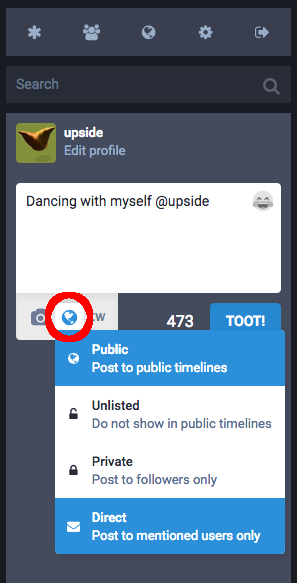 Search
upside
Edit profile
Dancing with myself @upside
473
TOOT!
Public
Post to public timelines
Unlisted
Do not show in public timelines
Private
Post to followers only
Direct
Post to mentioned users only